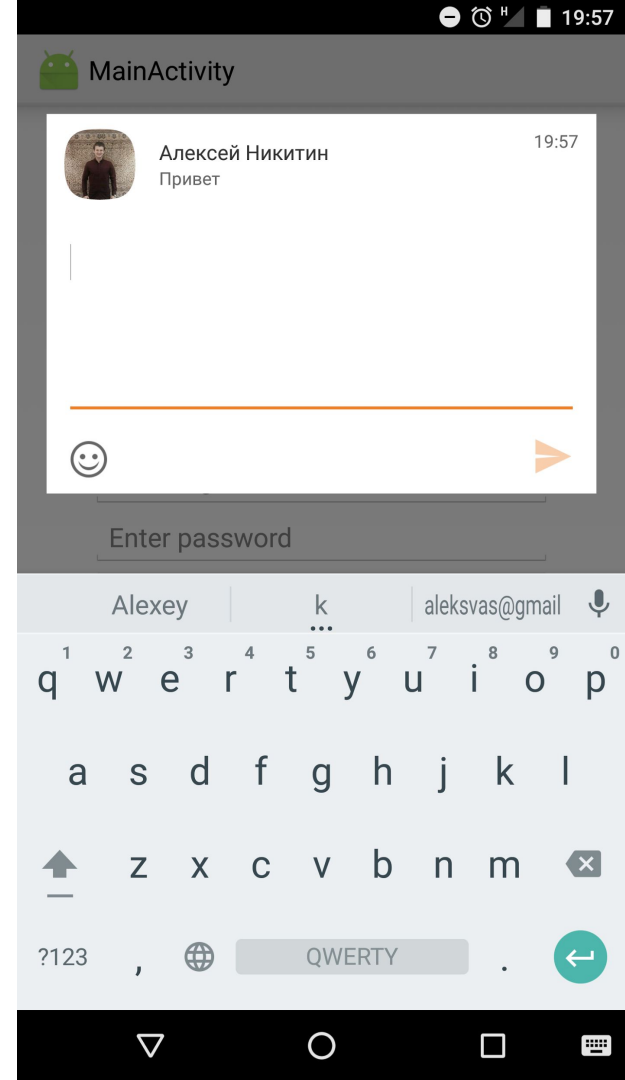 H 19:57
MainActivity
Алексей Никитин
19:57
Привет
Enter password
Alexey k aleksvas@gmail
1 2 3 4 5 6 7 8 9 0
q w e r t y u i o p
a s d f g h j k l
z x c v b n m
?123 , QWERTY .